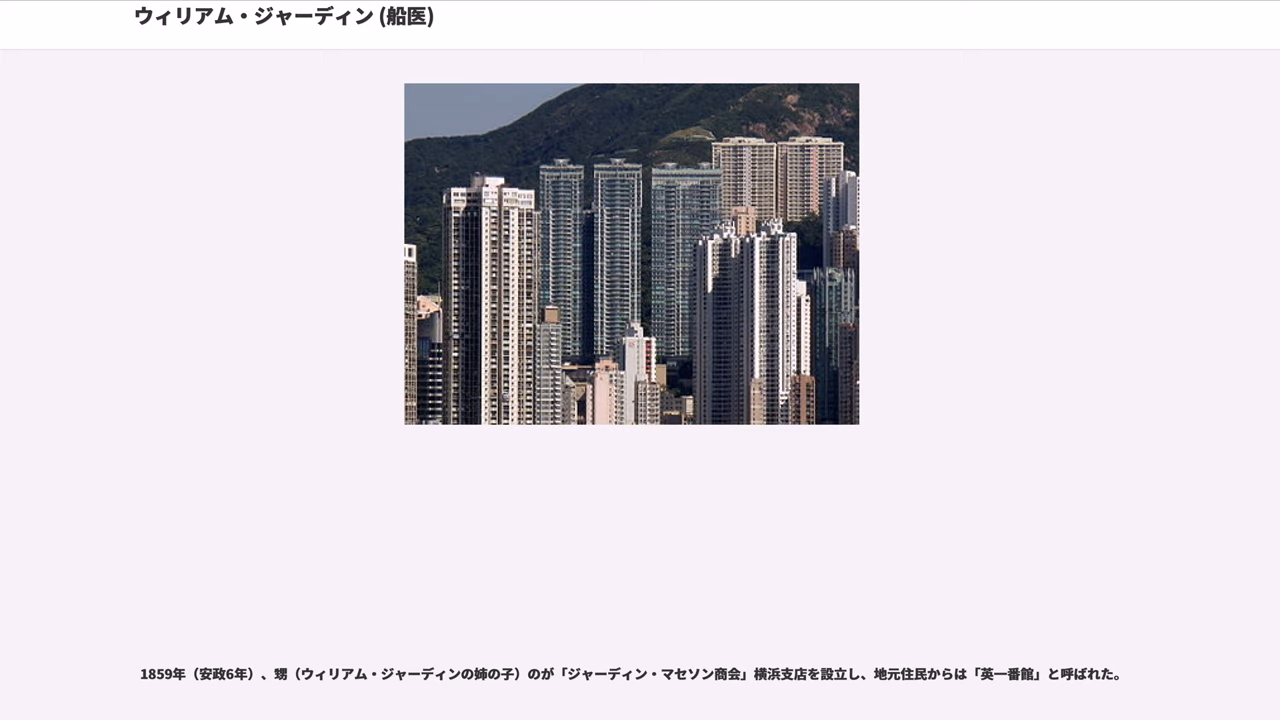 ウィリアム・ジャーディン (船医)
1859年（安政6年）、甥（ウィリアム・ジャーディンの姉の子）のが「ジャーディン・マセソン商会」横浜支店を設立し、地元住民からは「英一番館」と呼ばれた。